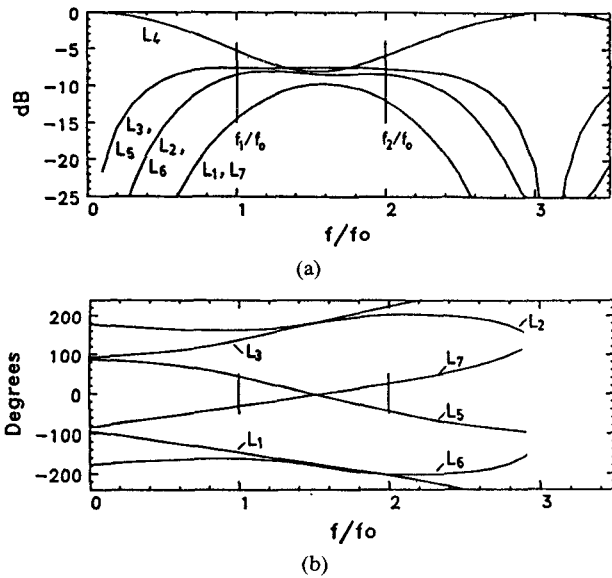 0
-5
-10
-15
-20
-25
dB
L4
L3,
L5
L2,
L6
L1, L7
f1/fo
f2/fo
0 1 2 3
f/fo
(a)
200
100
0
-100
-200
Degrees
L2
L3
L7
L5
L1
L6
0 1 2 3
f/fo
(b)